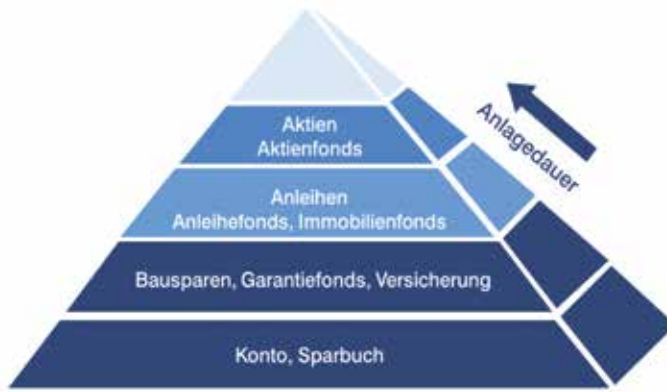 Aktien
Aktienfonds
Anlagedauer
Anleihen
Anleihefonds, Immobilienfonds
Bausparen, Garantiefonds, Versicherung
Konto, Sparbuch